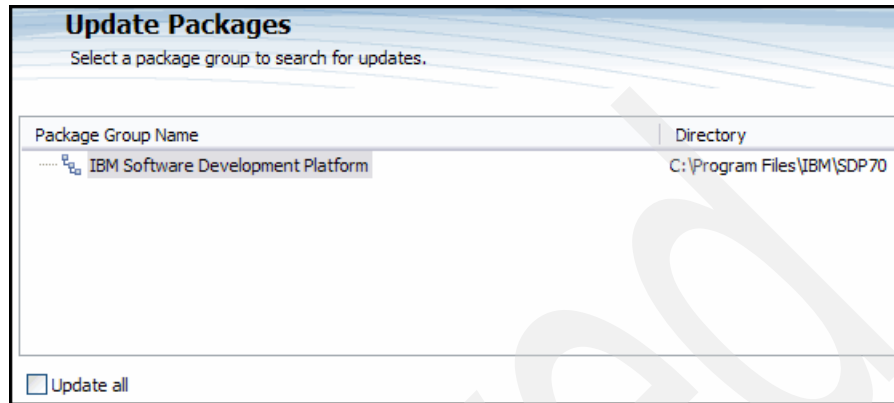 Update Packages
Select a package group to search for updates.
Package Group Name Directory
IBM Software Development Platform C:\Program Files\IBM\SDP70
Update all